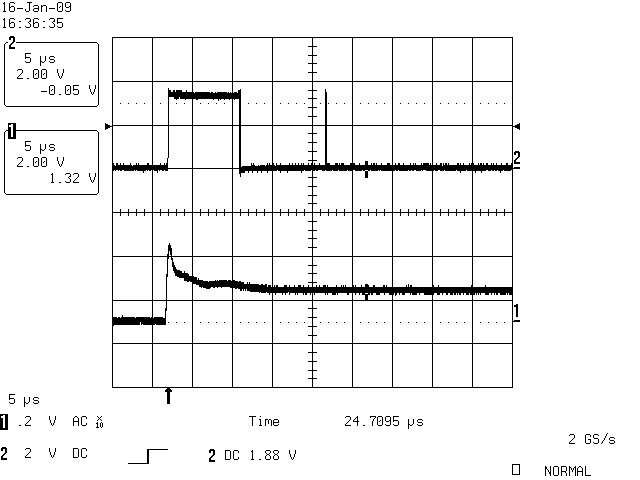 16-Jan-09
16:36:35
2
5 µs
2.00 V
-0.05 V
1
5 µs
2.00 V
1.32 V
2
1
5 µs
1 .2 V AC X10
Time 24.7095 µs
2 GS/s
2 2 V DC
2 DC 1.88 V
NORMAL